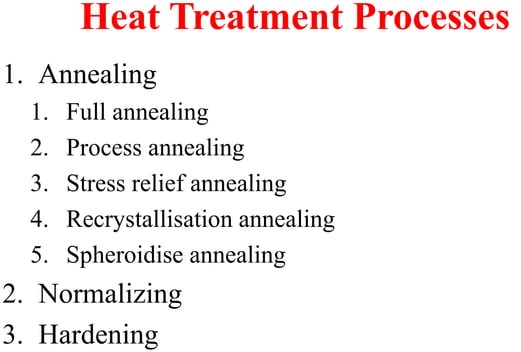 Heat Treatment Processes
1. Annealing
1. Full annealing
2. Process annealing
3. Stress relief annealing
4. Recrystallisation annealing
5. Spheroidise annealing
2. Normalizing
3. Hardening